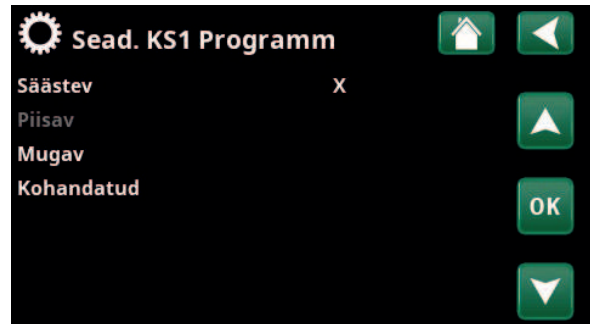 Sead. KS1 Programm
Säästev X
Piisav
Mugav
Kohandatud
OK